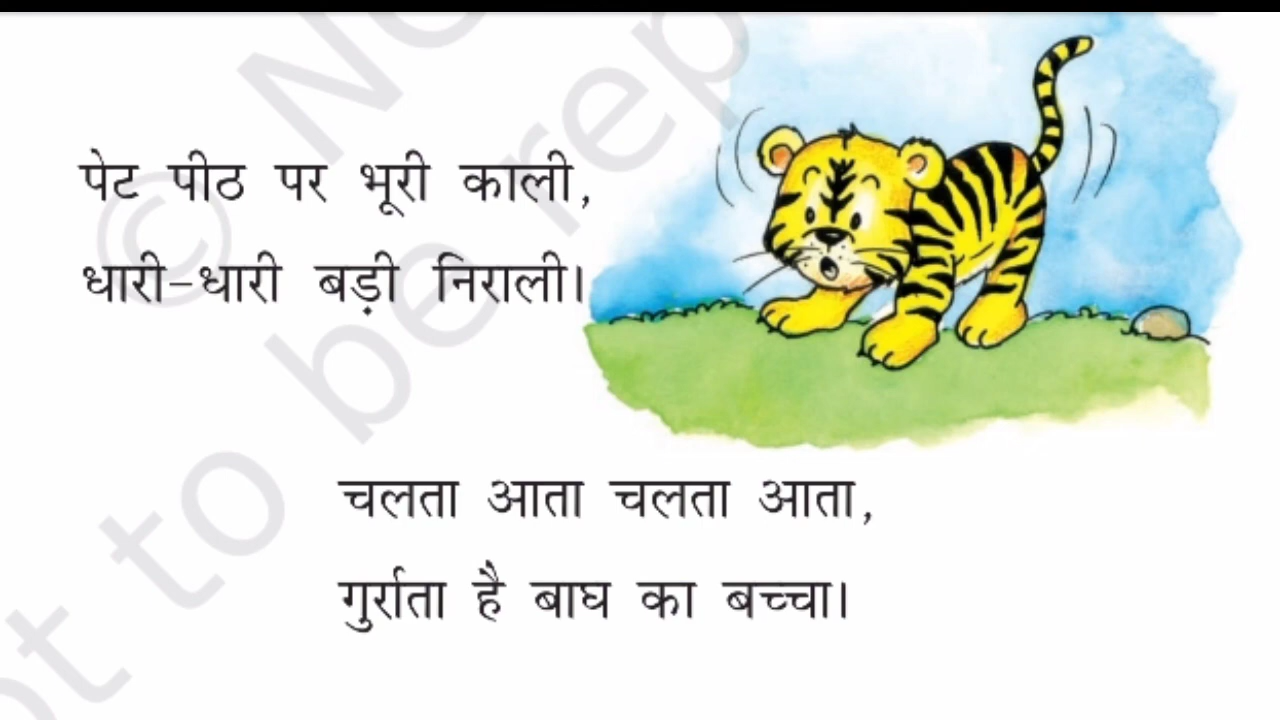 पेट पीठ पर भूरी काली,
धारी-धारी बड़ी निराली।
चलता आता चलता आता,
गुर्राता है बाघ का बच्चा।